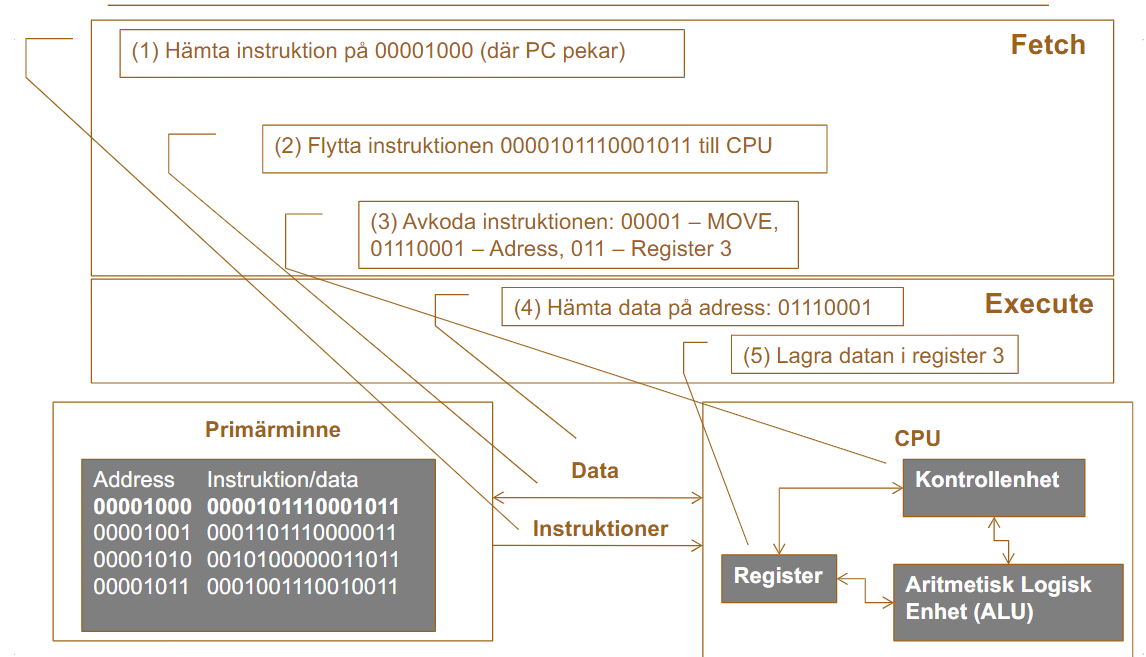 (1) Hämta instruktion på 00001000 (där PC pekar)
Fetch
(2) Flytta instruktionen 0000101110001011 till CPU
(3) Avkoda instruktionen: 00001 – MOVE,
01110001 – Adress, 011 – Register 3
(4) Hämta data på adress: 01110001
Execute
(5) Lagra datan i register 3
Primärminne
Address Instruktion/data
00001000 0000101110001011
00001001 0001101110000011
00001010 0010100000011011
00001011 0001001110010011
Data
Instruktioner
CPU
Kontrollenhet
Register
Aritmetisk Logisk
Enhet (ALU)